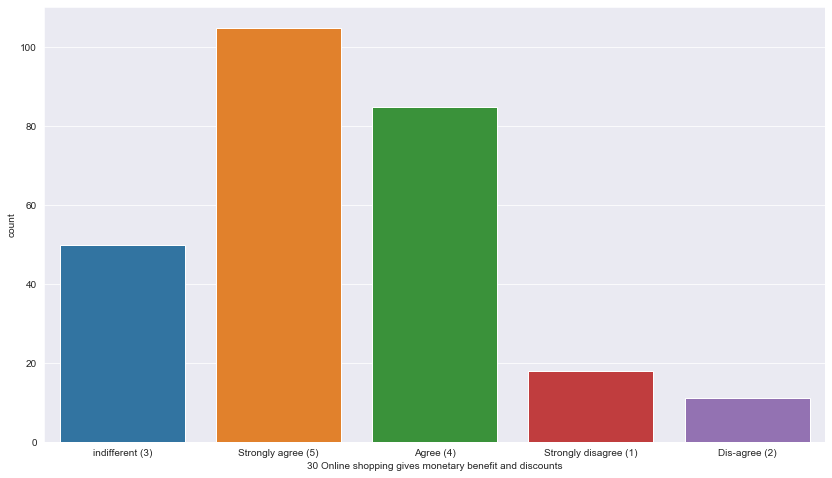 100
80
60
40
20
0
count
indifferent (3) Strongly agree (5) Agree (4) Strongly disagree (1) Dis-agree (2)
30 Online shopping gives monetary benefit and discounts